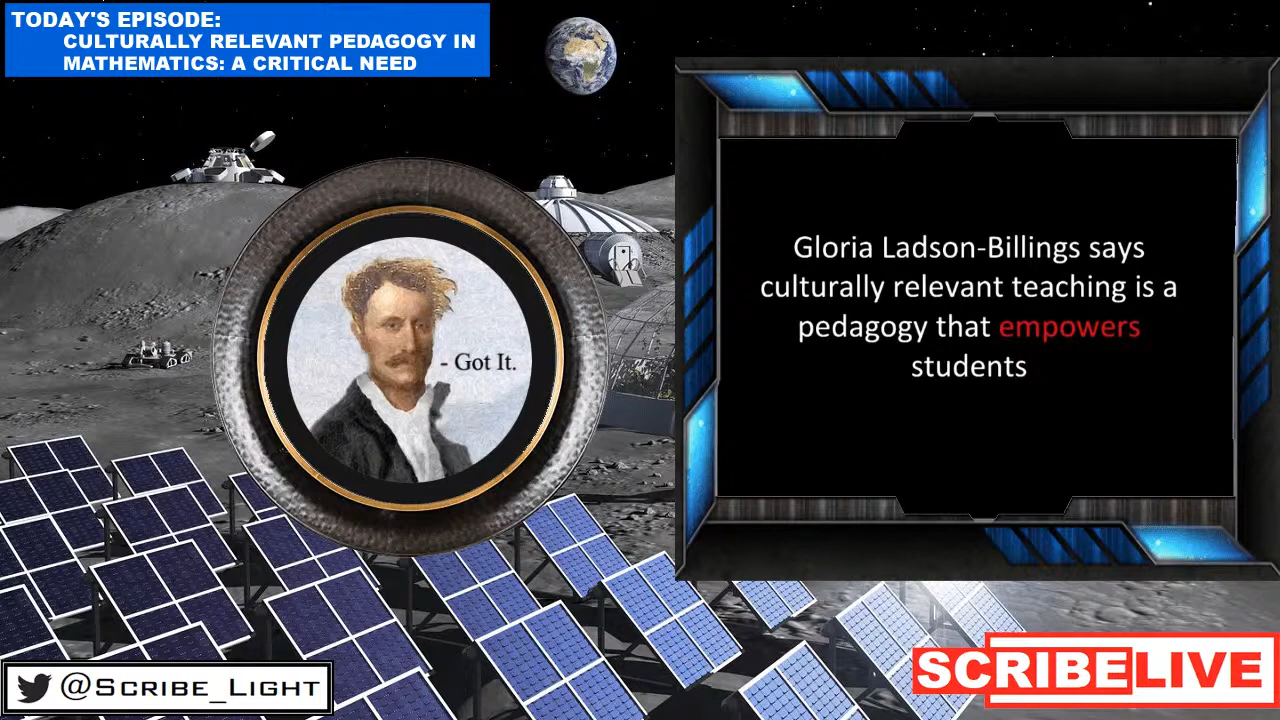 TODAY'S EPISODE:
CULTURALLY RELEVANT PEDAGOGY IN
MATHEMATICS: A CRITICAL NEED
- Got It.
Gloria Ladson-Billings says
culturally relevant teaching is a
pedagogy that empowers
students
@SCRIBE_LIGHT
SCRIBELIVE